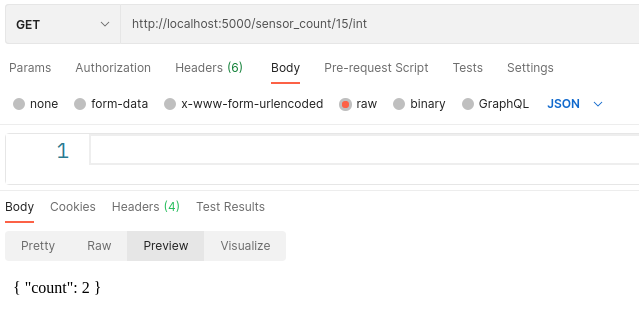 GET http://localhost:5000/sensor_count/15/int
Params Authorization Headers (6) Body Pre-request Script Tests Settings
none form-data x-www-form-urlencoded raw binary GraphQL JSON
1
Body Cookies Headers (4) Test Results
Pretty Raw Preview Visualize
{ "count": 2 }